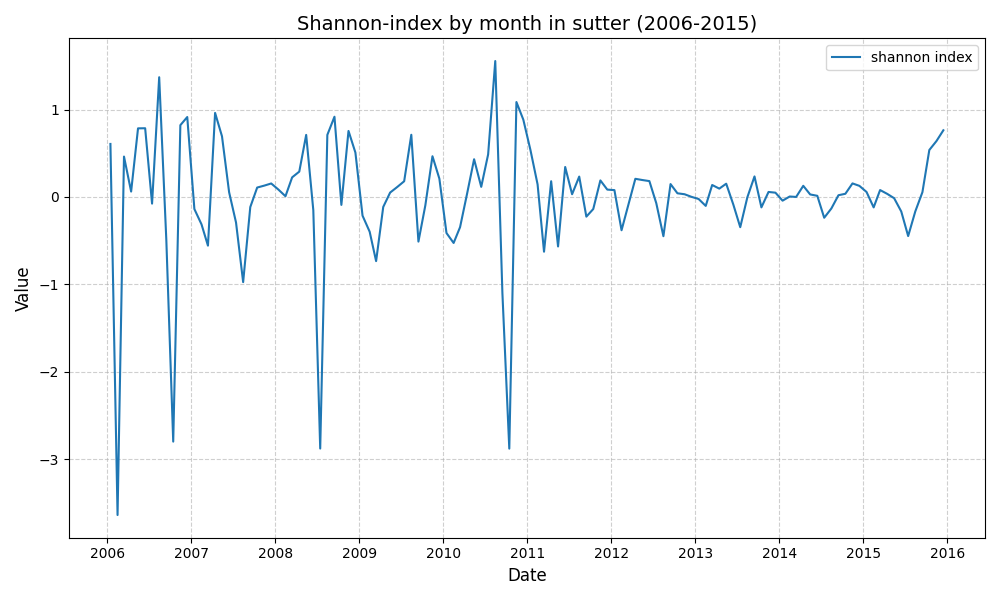 Shannon-index by month in sutter (2006-2015)
shannon index
Value
1
0
−1
−2
−3
2006 2007 2008 2009 2010 2011 2012 2013 2014 2015 2016
Date